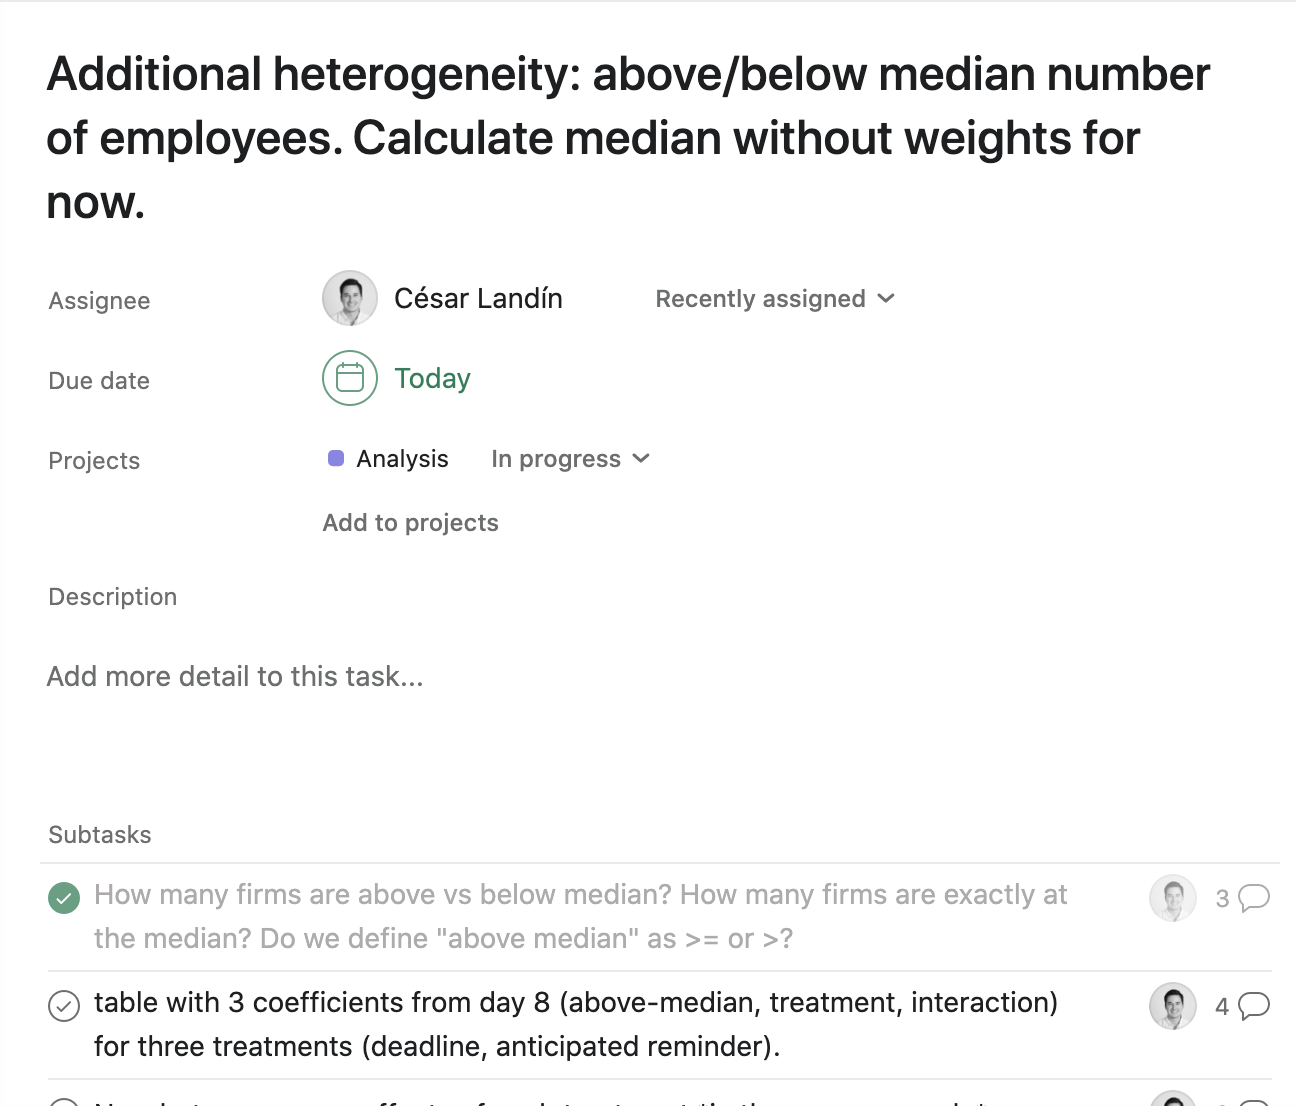 Additional heterogeneity: above/below median number
of employees. Calculate median without weights for
now.
Assignee
César Landín
Recently assigned
Due date
Today
Projects
Analysis
In progress
Add to projects
Description
Add more detail to this task...
Subtasks
How many firms are above vs below median? How many firms are exactly at
the median? Do we define "above median" as >= or >?
3
table with 3 coefficients from day 8 (above-median, treatment, interaction)
for three treatments (deadline, anticipated reminder).
4